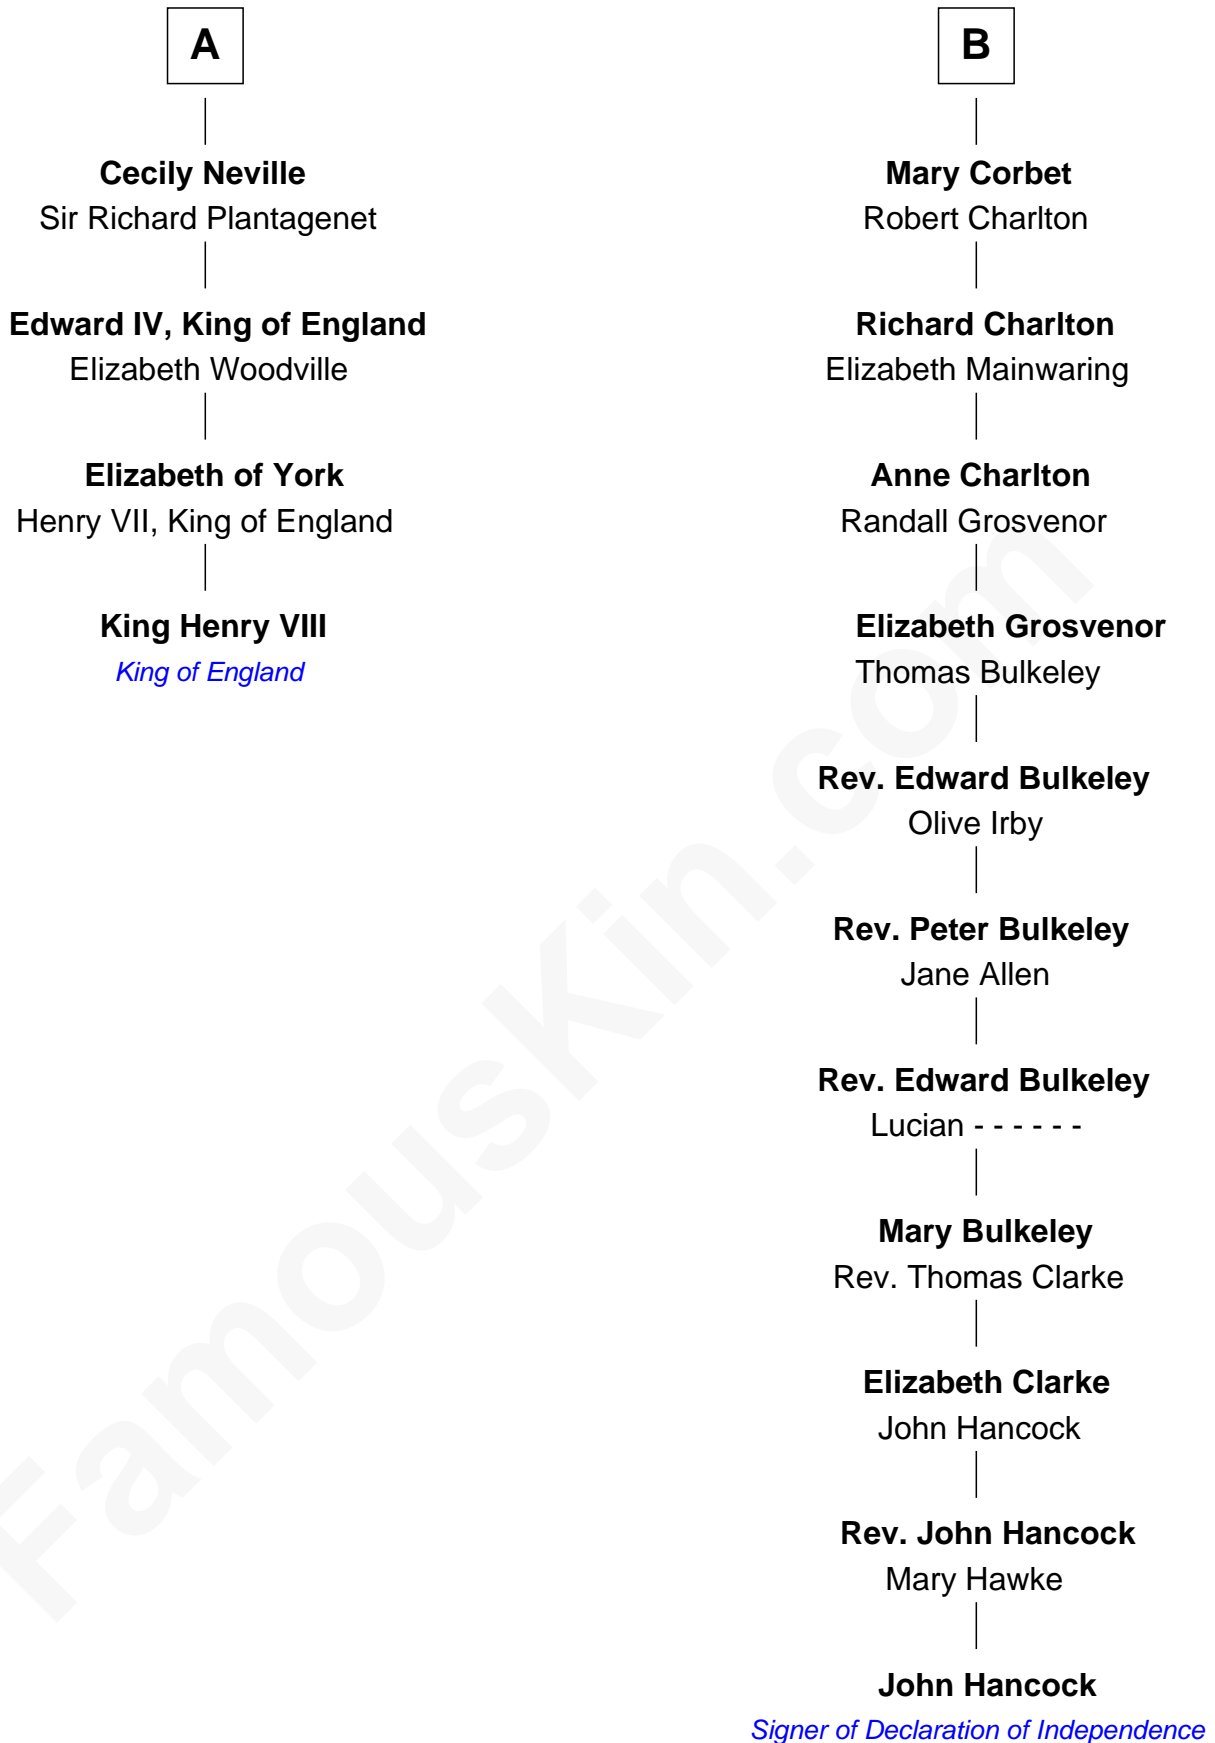 A
Cecily Neville
Sir Richard Plantagenet
Edward IV, King of England
Elizabeth Woodville
Elizabeth of York
Henry VII, King of England
King Henry VIII
King of England
B
Mary Corbet
Robert Charlton
Richard Charlton
Elizabeth Mainwaring
Anne Charlton
Randall Grosvenor
Elizabeth Grosvenor
Thomas Bulkeley
Rev. Edward Bulkeley
Olive Irby
Rev. Peter Bulkeley
Jane Allen
Rev. Edward Bulkeley
Lucian - - - - - -
Mary Bulkeley
Rev. Thomas Clarke
Elizabeth Clarke
John Hancock
Rev. John Hancock
Mary Hawke
John Hancock
Signer of Declaration of Independence
FamousKin.com